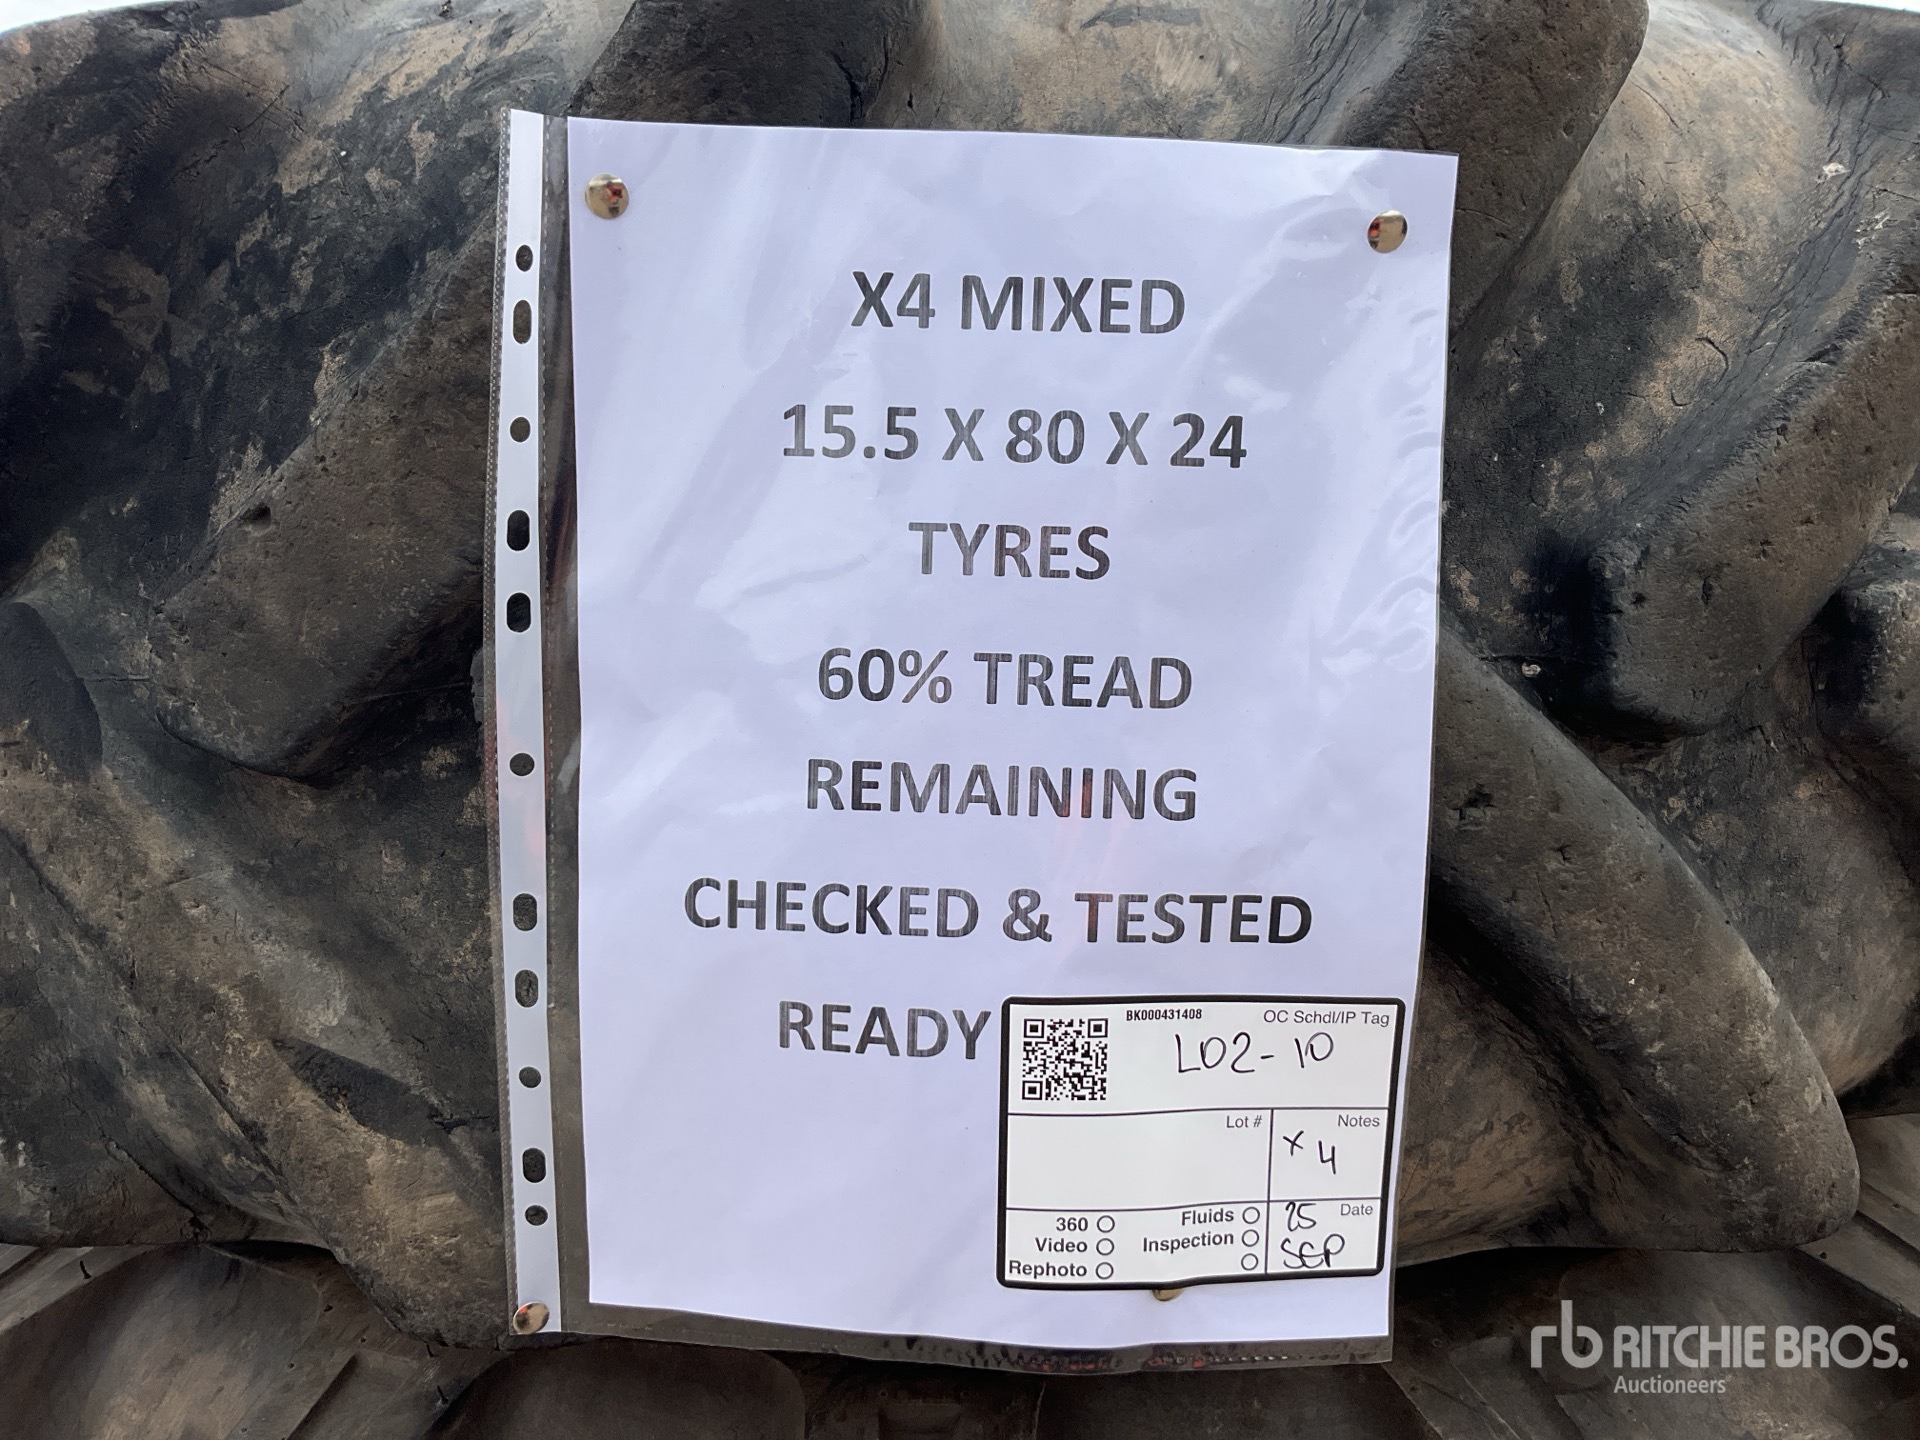 X4 MIXED
15.5 X 80 X 24
TYRES
60% TREAD
REMAINING
CHECKED & TESTED
READY
BK000431408 OC Schdl/IP Tag
L02-10
Lot # Notes
x 4
360 Fluids 25 Date
Video Inspection SEP
Rephoto
rb RITCHIE BROS.
Auctioneers